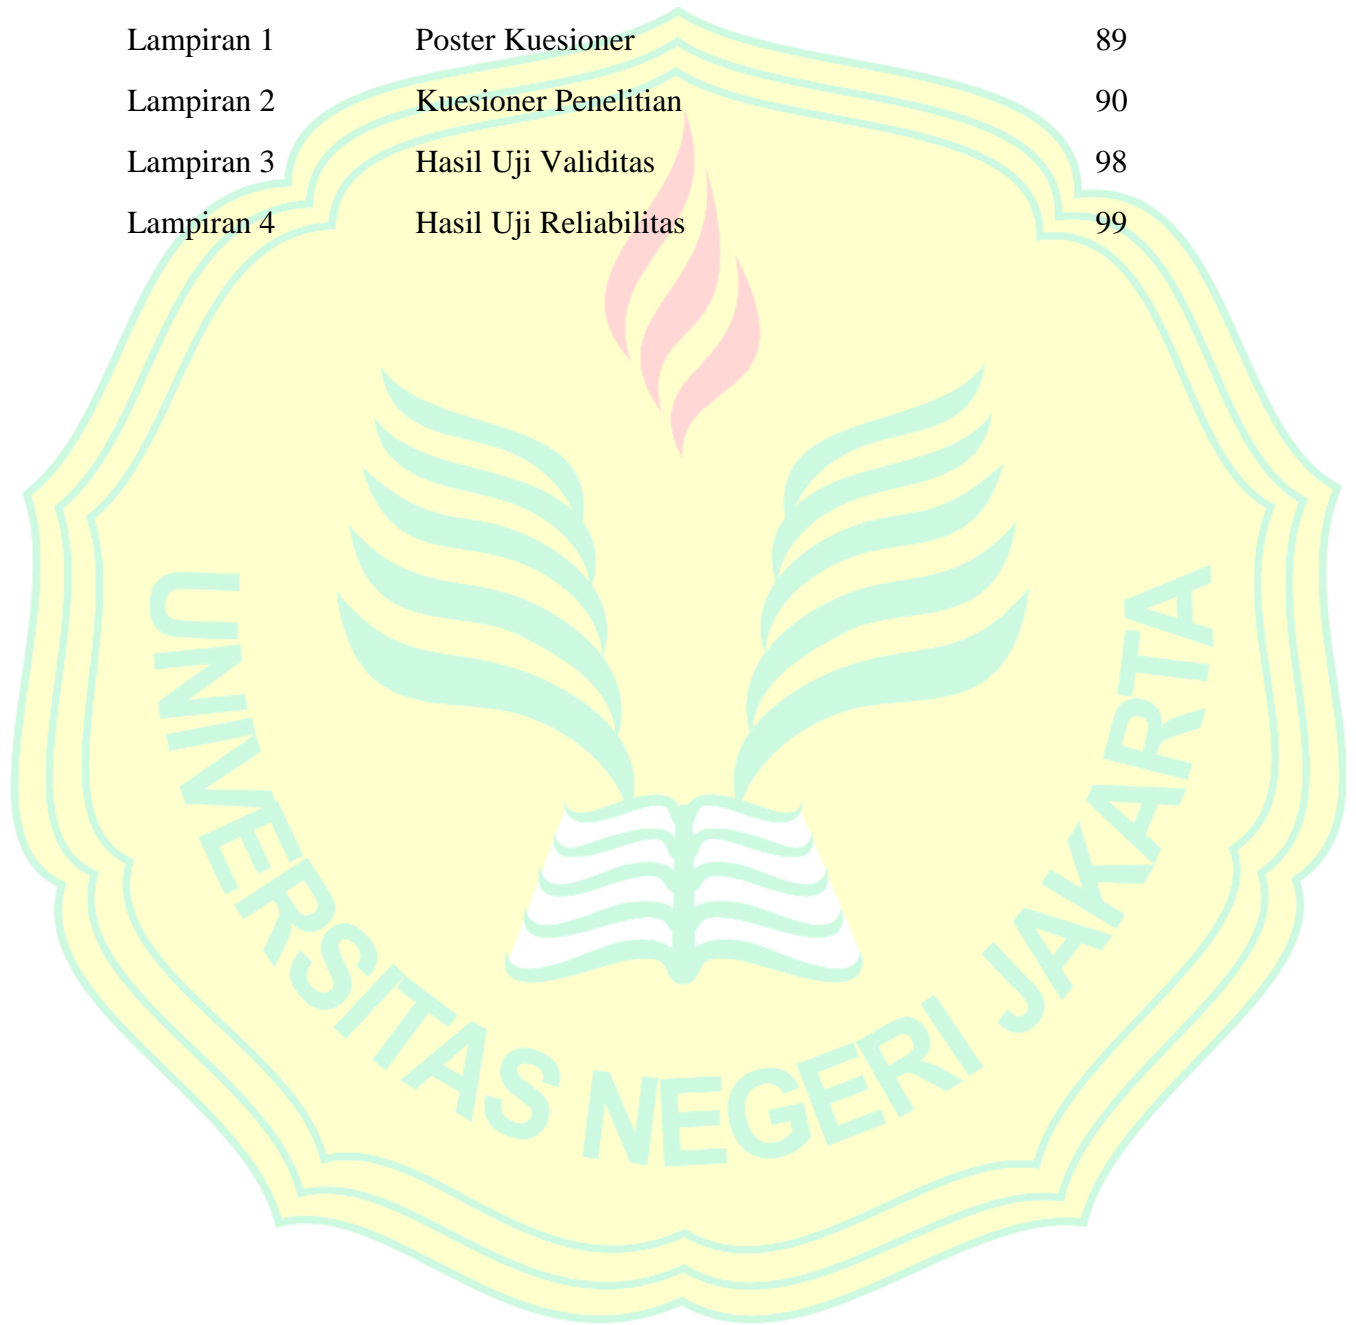 Lampiran 1 Poster Kuesioner 89
Lampiran 2 Kuesioner Penelitian 90
Lampiran 3 Hasil Uji Validitas 98
Lampiran 4 Hasil Uji Reliabilitas 99
UNIVERSITAS NEGERI JAKARTA